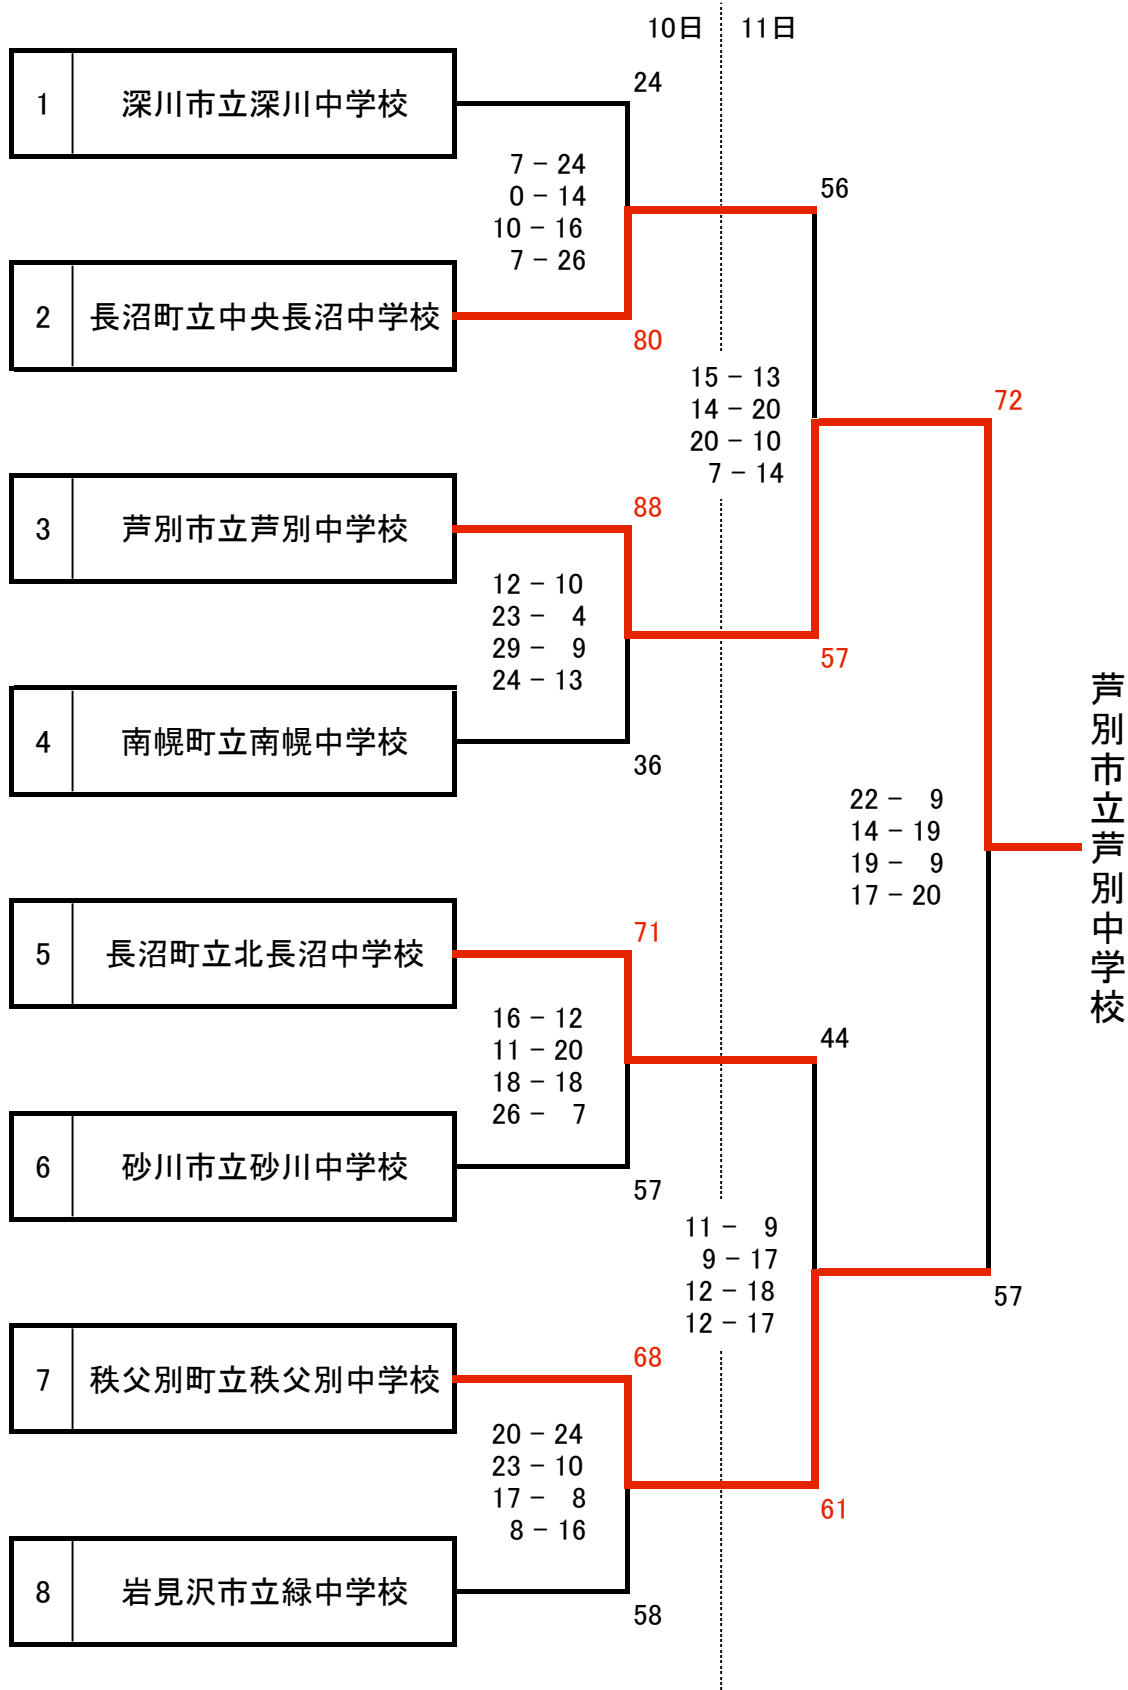 10日 11日
1 深川市立深川中学校
24
7 - 24
0 - 14
10 - 16
7 - 26
56
2 長沼町立中央長沼中学校
80
15 - 13
14 - 20
20 - 10
7 - 14
72
3 芦別市立芦別中学校
88
12 - 10
23 - 4
29 - 9
24 - 13
57
4 南幌町立南幌中学校
36
22 - 9
14 - 19
19 - 9
17 - 20
芦別市立芦別中学校
5 長沼町立北長沼中学校
71
16 - 12
11 - 20
18 - 18
26 - 7
44
6 砂川市立砂川中学校
57
11 - 9
9 - 17
12 - 18
12 - 17
57
7 秩父別町立秩父別中学校
68
20 - 24
23 - 10
17 - 8
8 - 16
61
8 岩見沢市立緑中学校
58